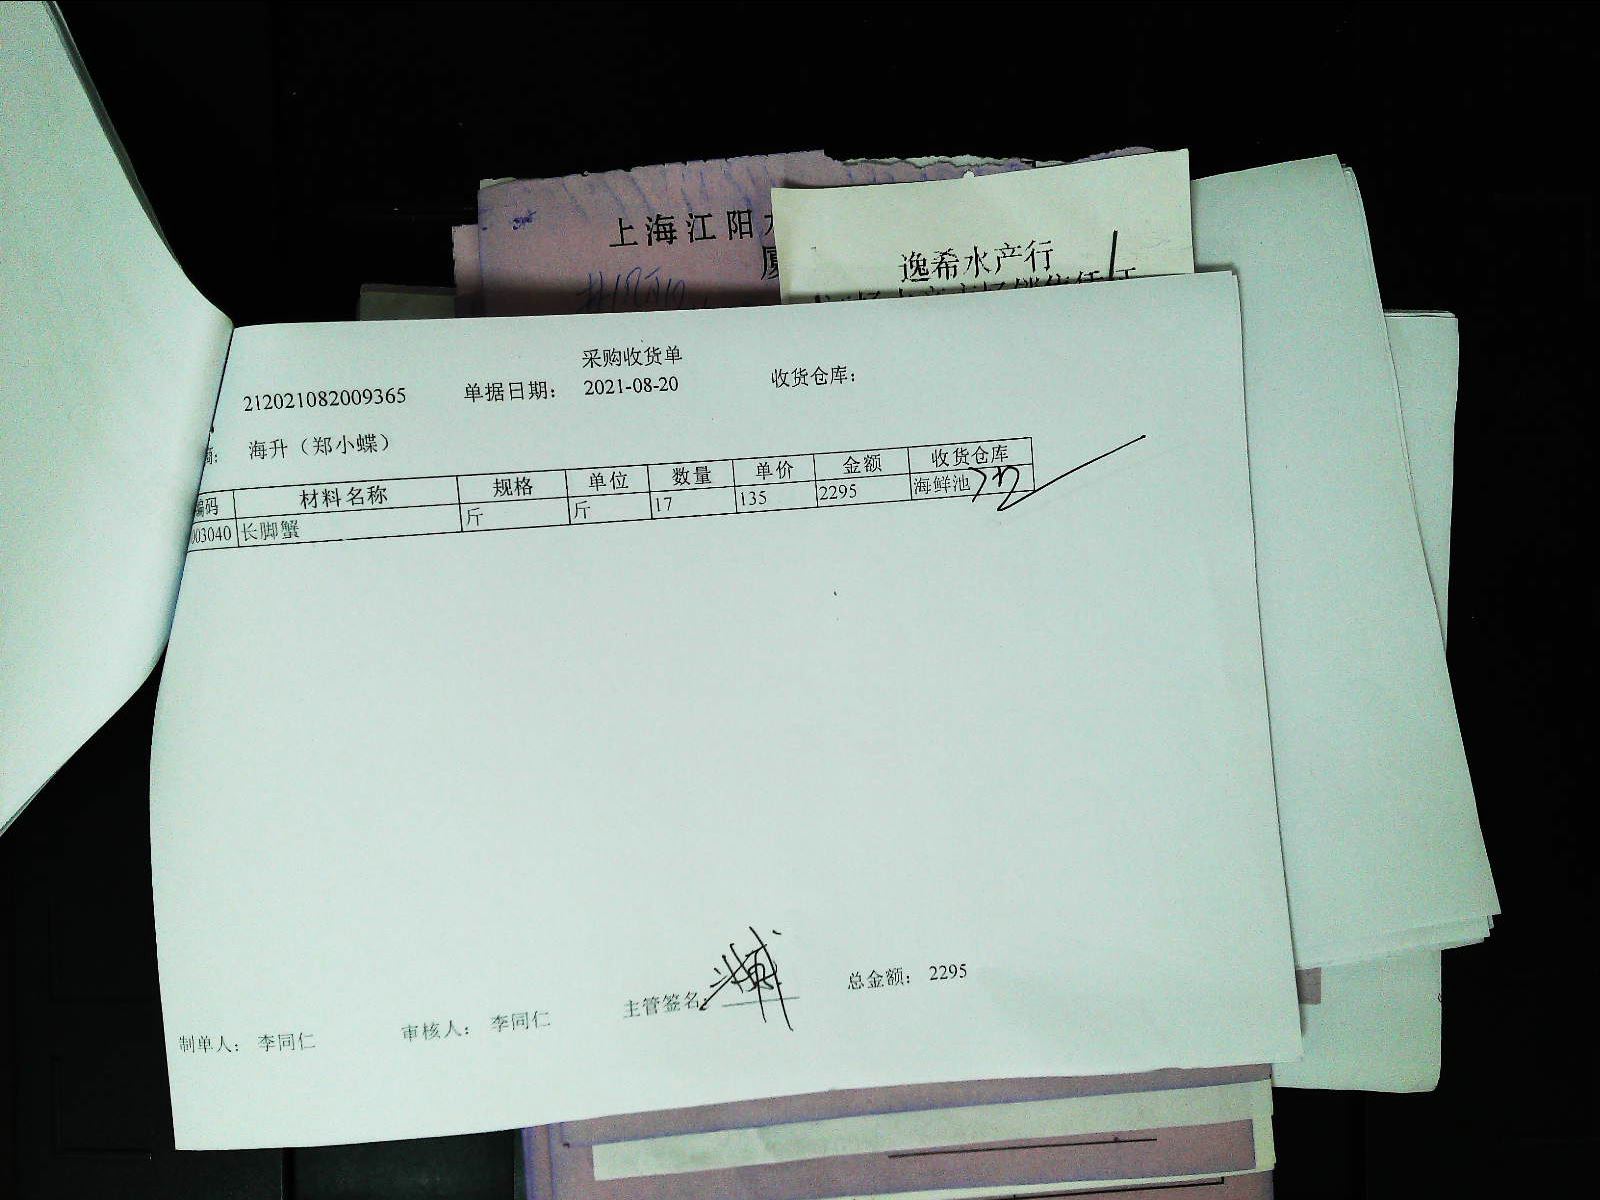 上海江阳
逸希水产行
采购收货单
212021082009365 单据日期: 2021-08-20 收货仓库:
海升（郑小蝶）
编码 材料名称 规格 单位 数量 单价 金额 收货仓库
003040 长脚蟹 斤 斤 17 135 2295 海鲜池
主管签名: 总金额: 2295
制单人: 李同仁 审核人: 李同仁